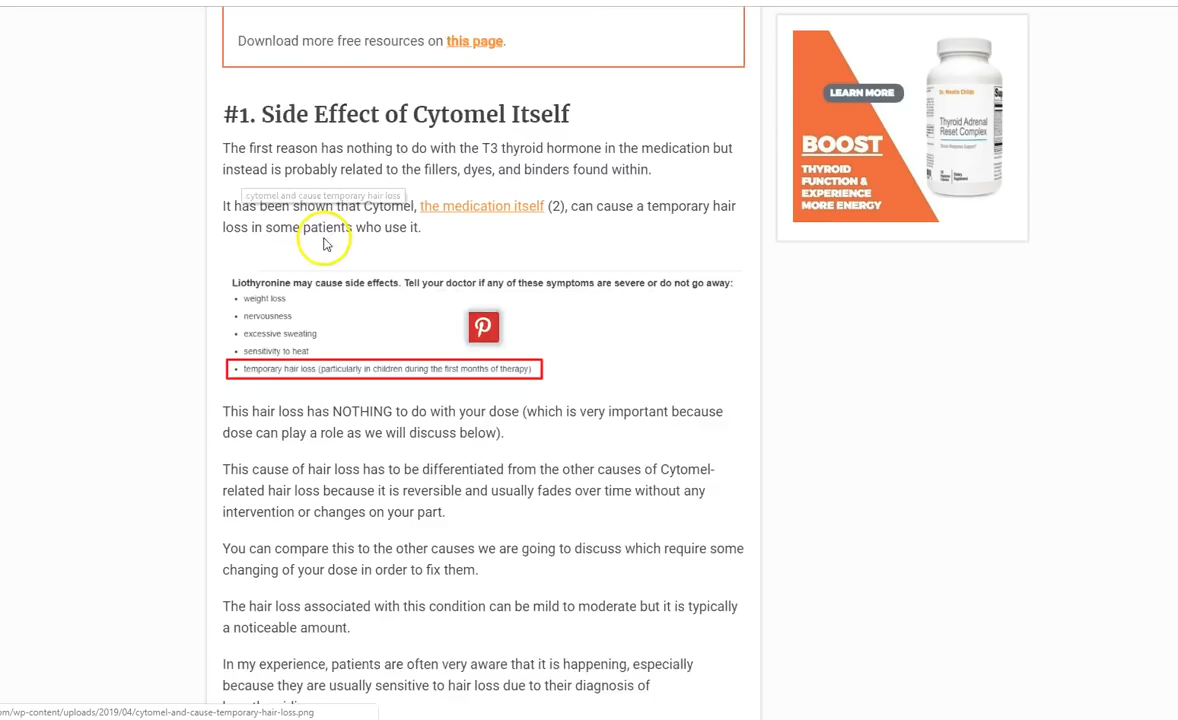 Download more free resources on this page.
#1. Side Effect of Cytomel Itself
The first reason has nothing to do with the T3 thyroid hormone in the medication but
instead is probably related to the fillers, dyes, and binders found within.
cytomel and cause temporary hair loss
It has been shown that Cytomel, the medication itself (2), can cause a temporary hair
loss in some patients who use it.
Liothyronine may cause side effects. Tell your doctor if any of these symptoms are severe or do not go away:
• weight loss
• nervousness
• excessive sweating
• sensitivity to heat
• temporary hair loss (particularly in children during the first months of therapy)
This hair loss has NOTHING to do with your dose (which is very important because
dose can play a role as we will discuss below).
This cause of hair loss has to be differentiated from the other causes of Cytomel-
related hair loss because it is reversible and usually fades over time without any
intervention or changes on your part.
You can compare this to the other causes we are going to discuss which require some
changing of your dose in order to fix them.
The hair loss associated with this condition can be mild to moderate but it is typically
a noticeable amount.
In my experience, patients are often very aware that it is happening, especially
because they are usually sensitive to hair loss due to their diagnosis of
om/wp-content/uploads/2019/04/cytomel-and-cause-temporary-hair-loss.png
LEARN MORE
BOOST
THYROID
FUNCTION &
EXPERIENCE
MORE ENERGY
Dr. Westin Childs
Thyroid Adrenal
Reset Complex